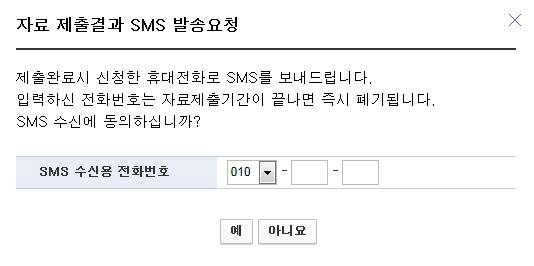 자료 제출결과 SMS 발송요청
제출완료시 신청한 휴대전화로 SMS를 보내드립니다.
입력하신 전화번호는 자료제출기간이 끝나면 즉시 폐기됩니다.
SMS 수신에 동의하십니까?
SMS 수신용 전화번호 010 - -
예 아니요